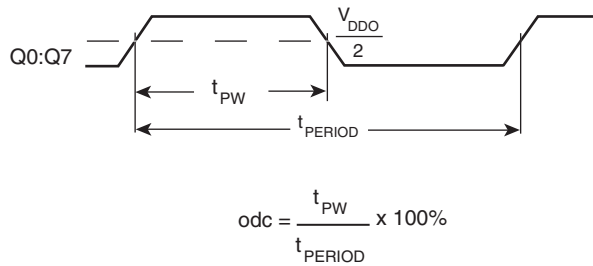 V_DDO
2
Q0:Q7
t_PW
t_PERIOD
odc = t_PW / t_PERIOD x 100%